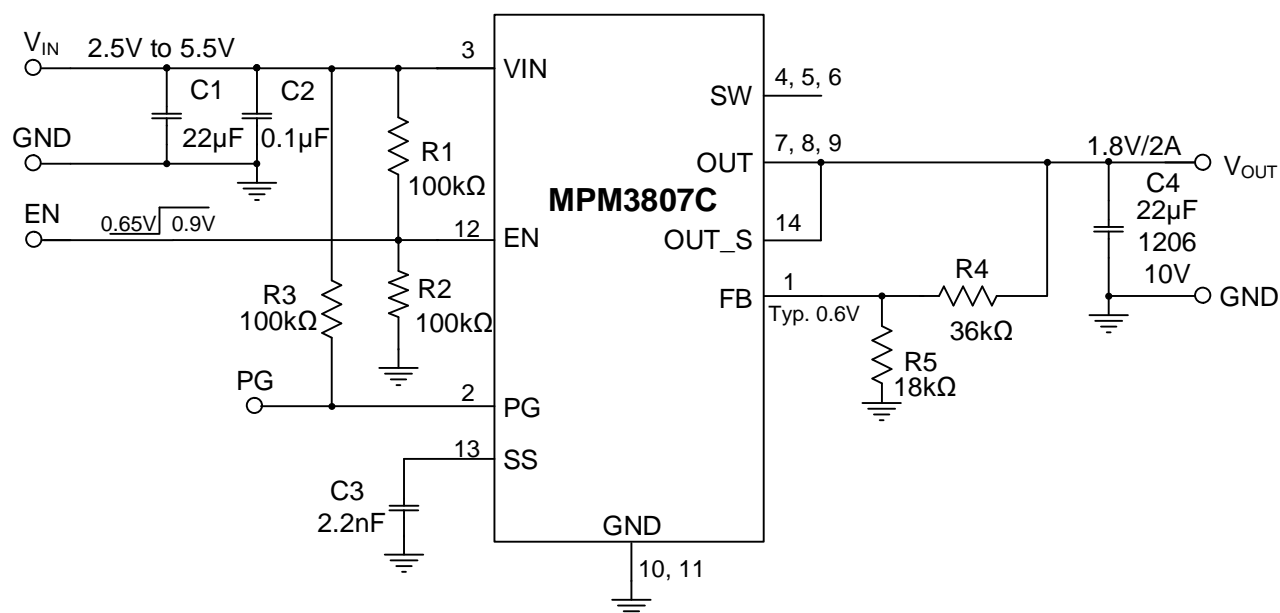 V_IN
2.5V to 5.5V
3
VIN
C1
22µF
C2
0.1µF
GND
R1
100kΩ
EN
0.65V
0.9V
12
EN
R3
100kΩ
R2
100kΩ
PG
2
PG
13
SS
C3
2.2nF
MPM3807C
GND
10, 11
SW
4, 5, 6
OUT
7, 8, 9
1.8V/2A
V_OUT
14
OUT_S
C4
22µF
1206
10V
GND
FB
1
Typ. 0.6V
R4
36kΩ
R5
18kΩ